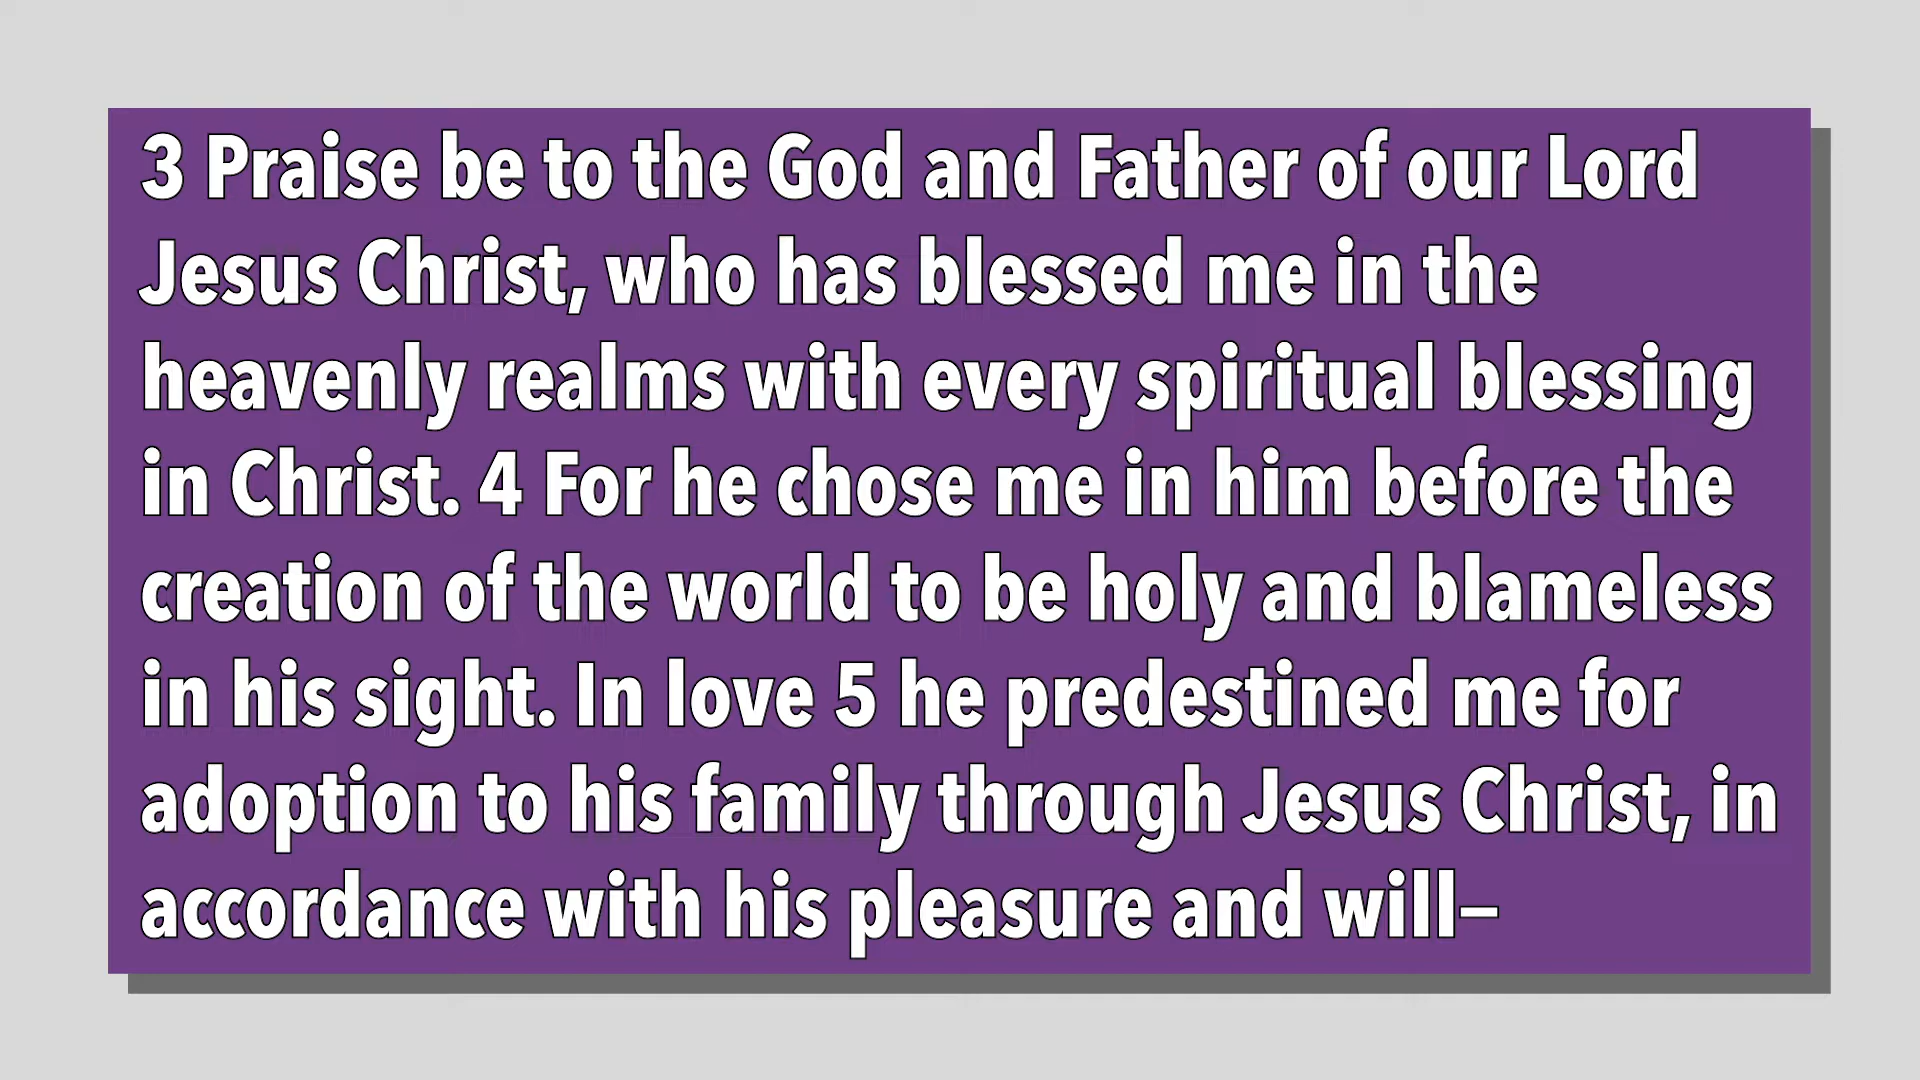 3 Praise be to the God and Father of our Lord
Jesus Christ, who has blessed me in the
heavenly realms with every spiritual blessing
in Christ. 4 For he chose me in him before the
creation of the world to be holy and blameless
in his sight. In love 5 he predestined me for
adoption to his family through Jesus Christ, in
accordance with his pleasure and will–